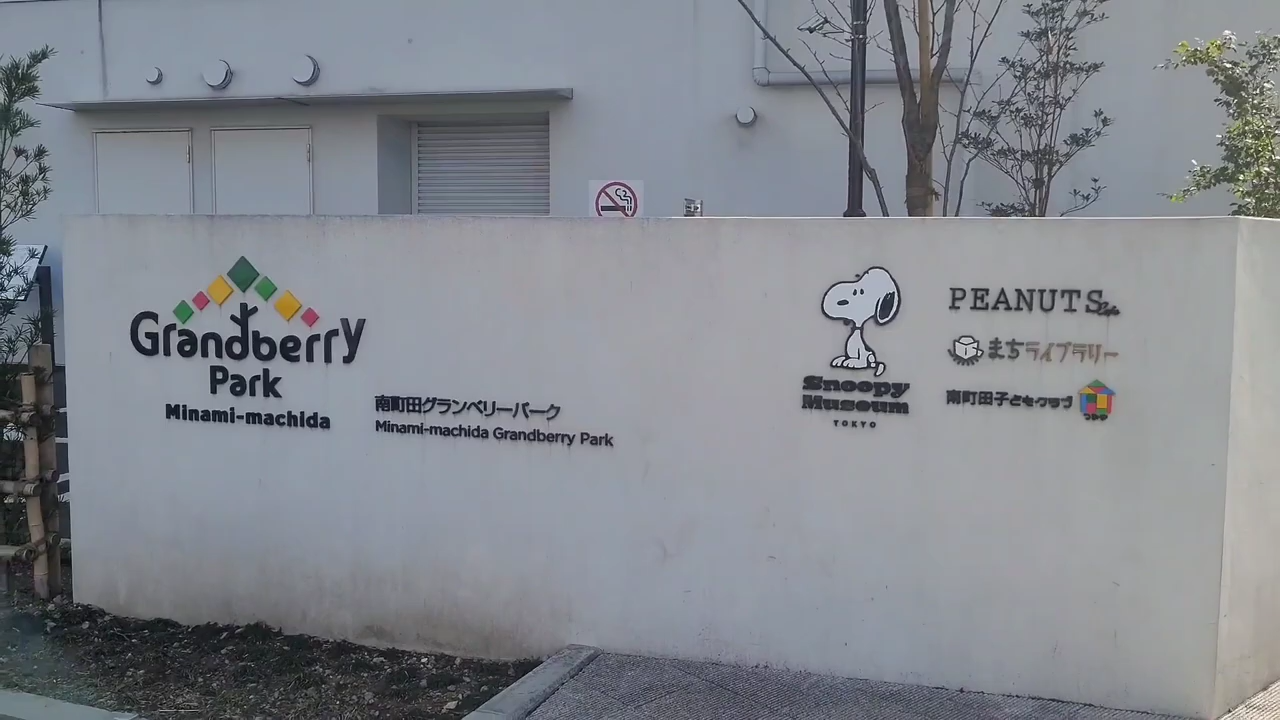 Grandberry
Park
Minami-machida
南町田グランベリーパーク
Minami-machida Grandberry Park
Snoopy
Museum
TOKYO
PEANUTS Cafe
まちライブラリー
南町田子どもクラブ